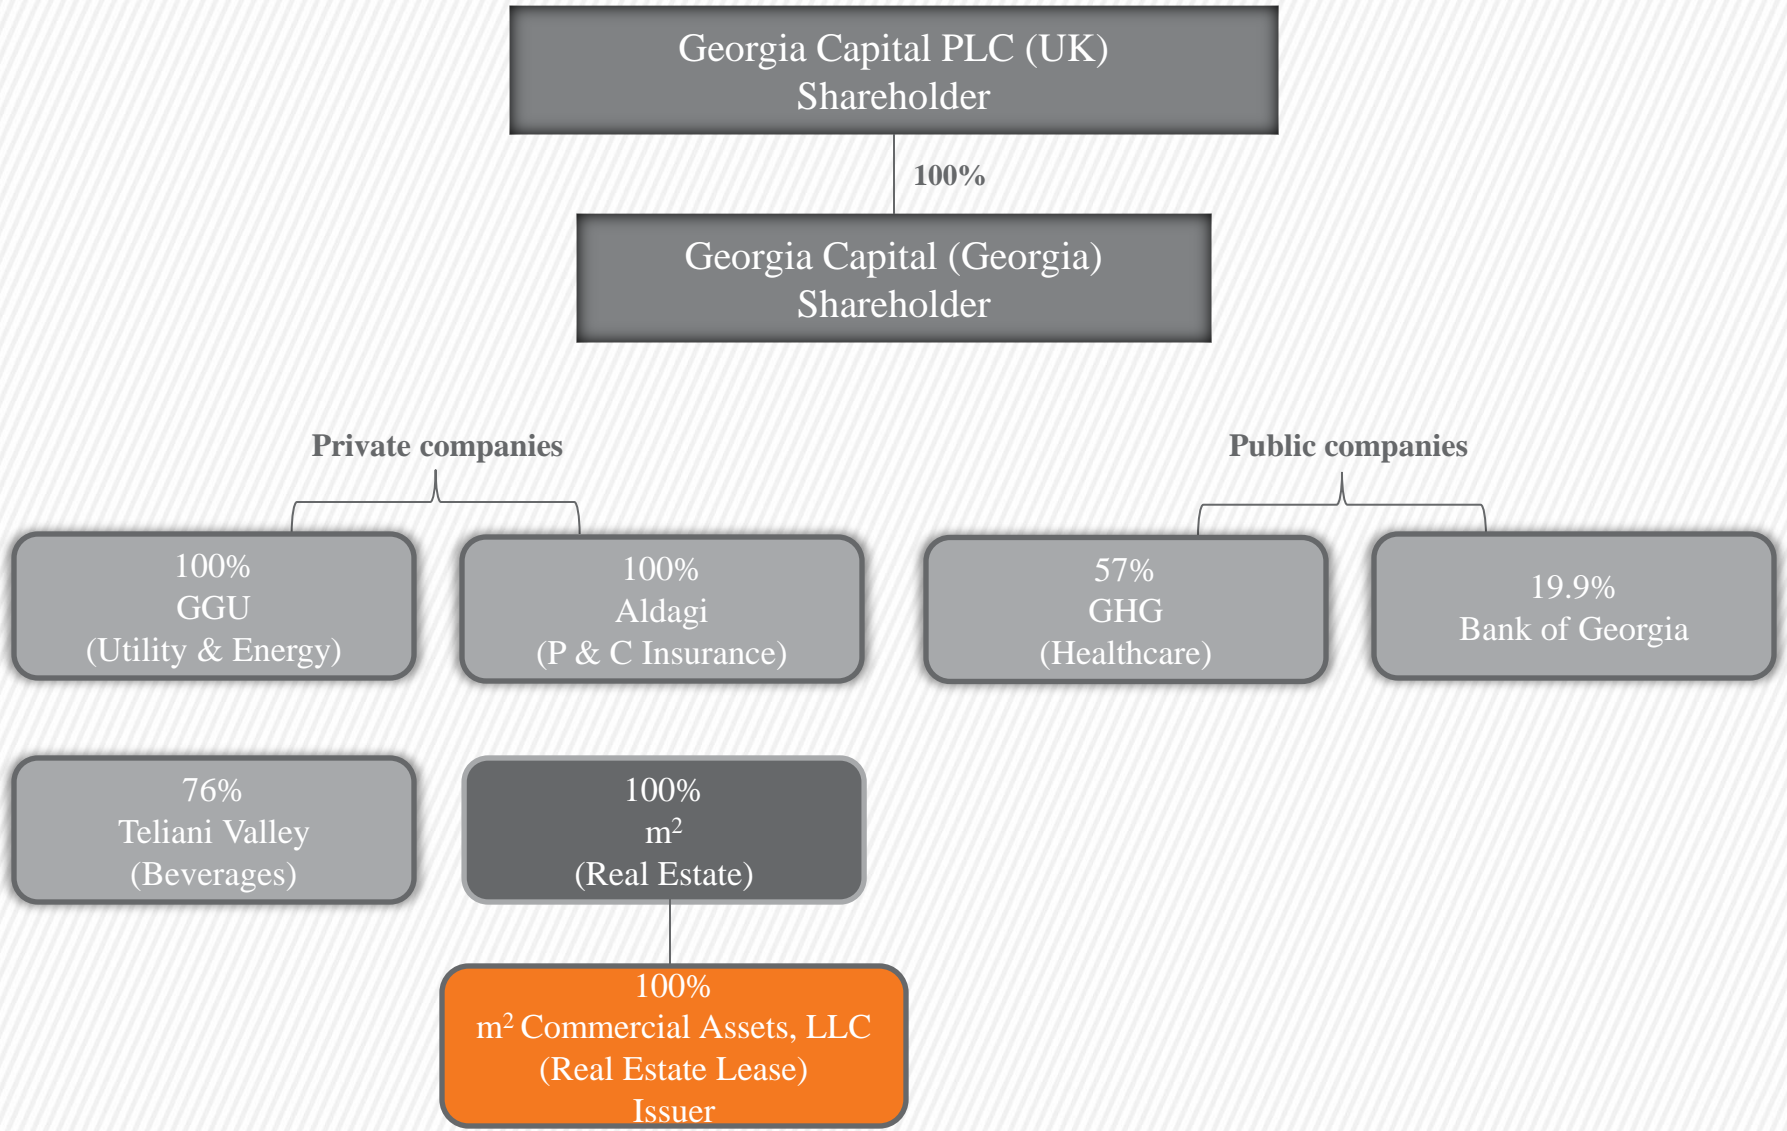 Georgia Capital PLC (UK)
Shareholder
100%
Georgia Capital (Georgia)
Shareholder
Private companies
Public companies
100%
GGU
(Utility & Energy)
100%
Aldagi
(P & C Insurance)
57%
GHG
(Healthcare)
19.9%
Bank of Georgia
76%
Teliani Valley
(Beverages)
100%
m²
(Real Estate)
100%
m² Commercial Assets, LLC
(Real Estate Lease)
Issuer